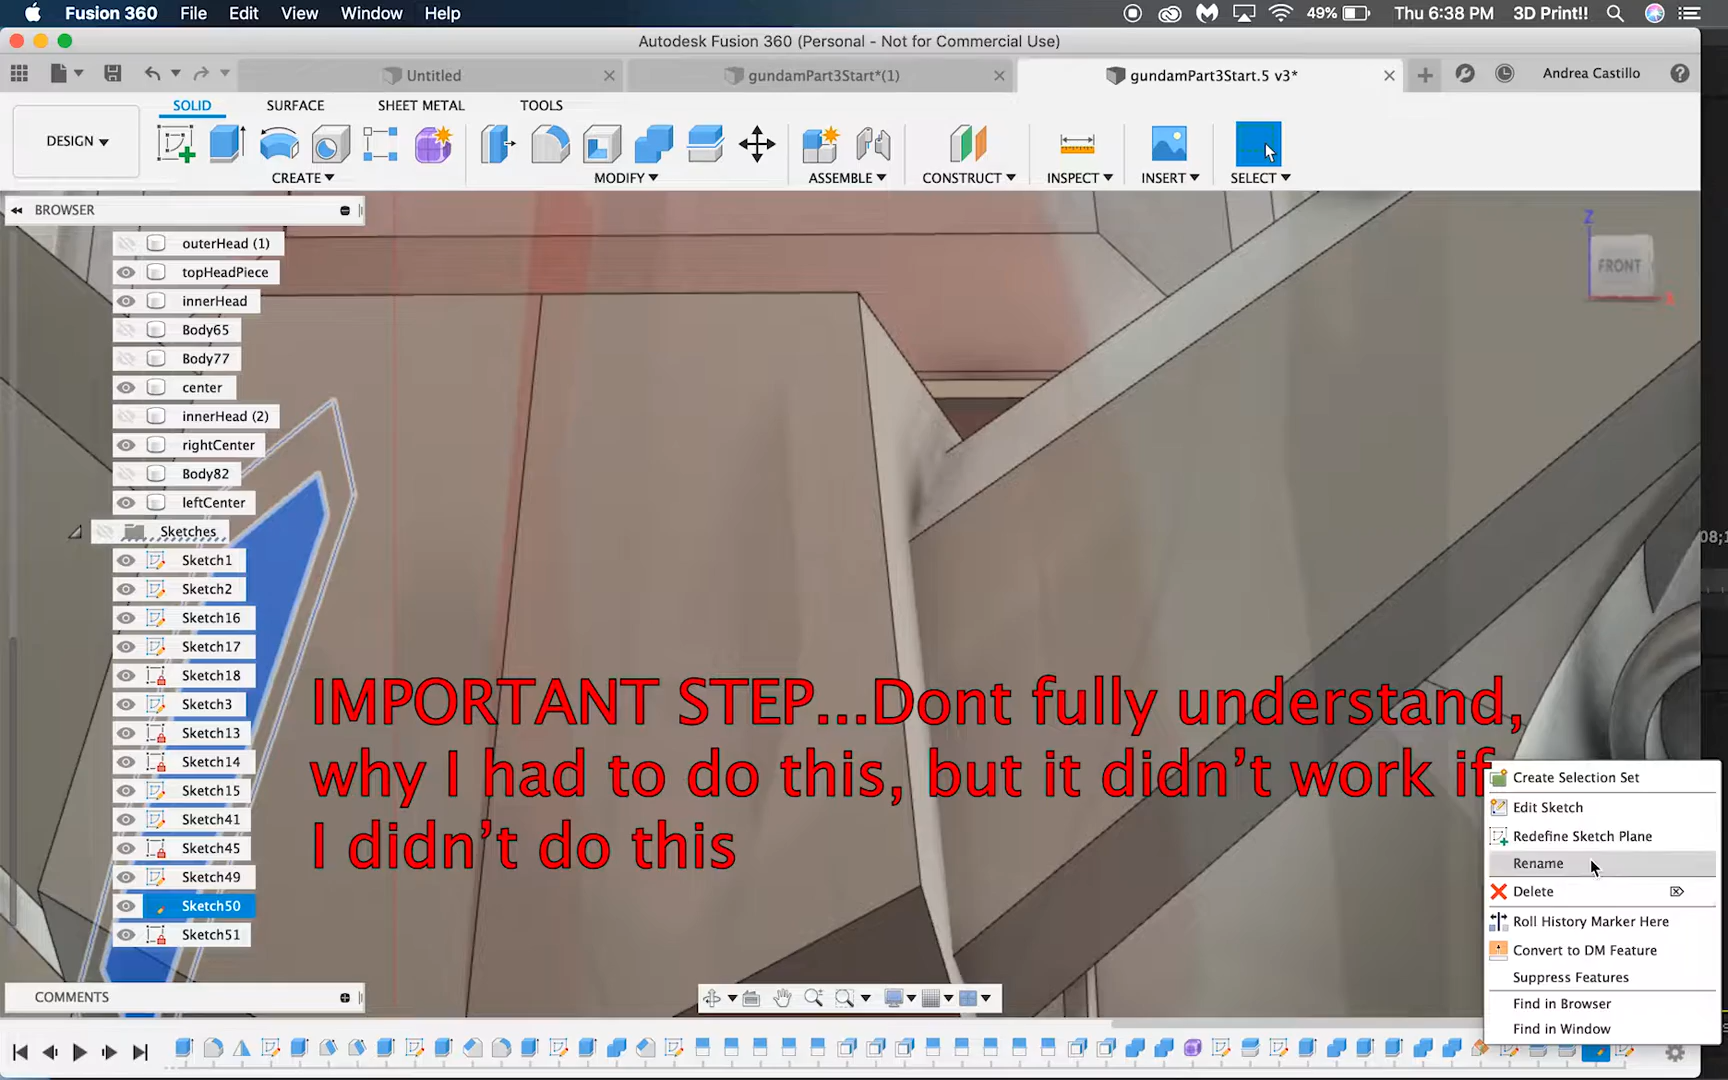 Fusion 360 File Edit View Window Help 49% Thu 6:38 PM 3D Print!!
Autodesk Fusion 360 (Personal - Not for Commercial Use)
Untitled gundamPart3Start*(1) gundamPart3Start.5 v3* Andrea Castillo
SOLID SURFACE SHEET METAL TOOLS
DESIGN
CREATE MODIFY ASSEMBLE CONSTRUCT INSPECT INSERT SELECT
BROWSER
outerHead (1)
topHeadPiece
innerHead
Body65
Body77
center
innerHead (2)
rightCenter
Body82
leftCenter
Sketches
Sketch1
Sketch2
Sketch16
Sketch17
Sketch18
Sketch3
Sketch13
Sketch14
Sketch15
Sketch41
Sketch45
Sketch49
Sketch50
Sketch51
COMMENTS
Z
FRONT
IMPORTANT STEP...Dont fully understand,
why I had to do this, but it didn't work if
I didn't do this
Create Selection Set
Edit Sketch
Redefine Sketch Plane
Rename
Delete
Roll History Marker Here
Convert to DM Feature
Suppress Features
Find in Browser
Find in Window